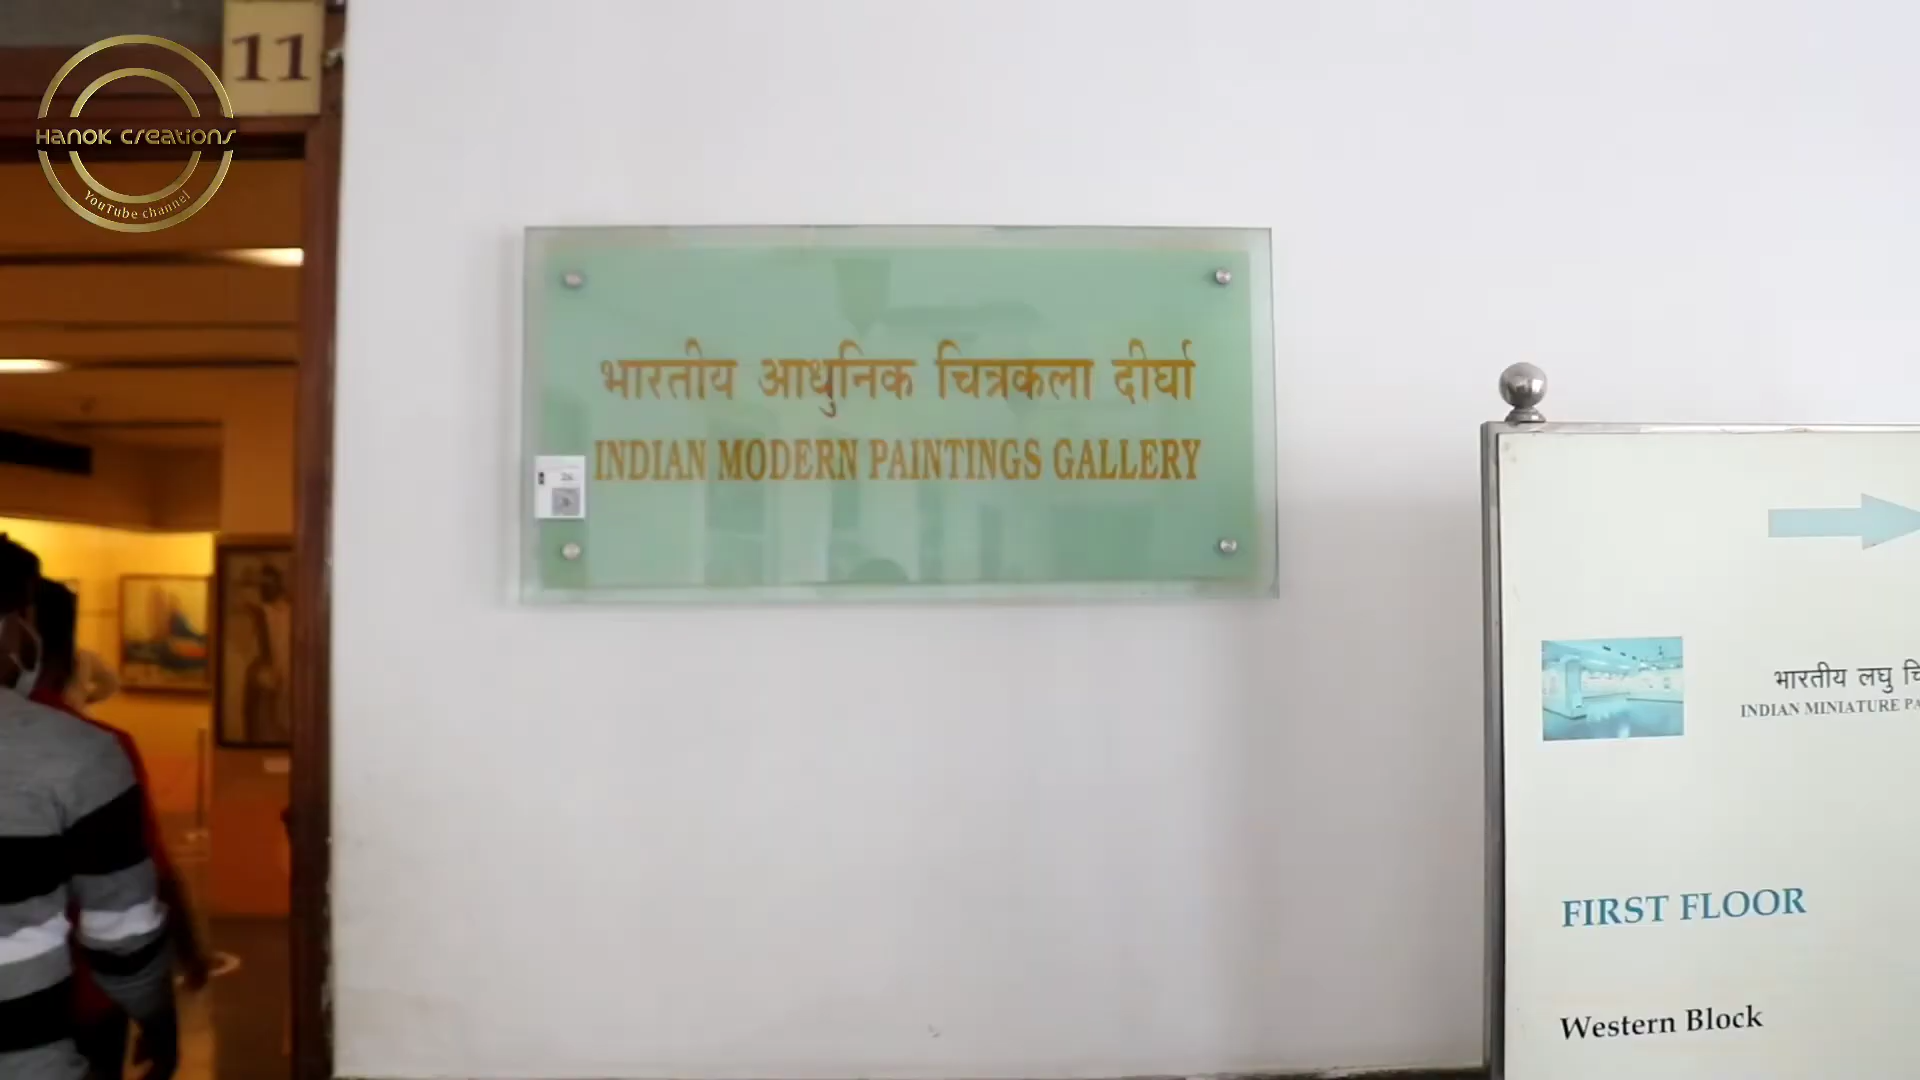 11
HANOK CREATIONS
YouTube channel
भारतीय आधुनिक चित्रकला दीर्घा
INDIAN MODERN PAINTINGS GALLERY
भारतीय लघु
INDIAN MINIATURE
FIRST FLOOR
Western Block